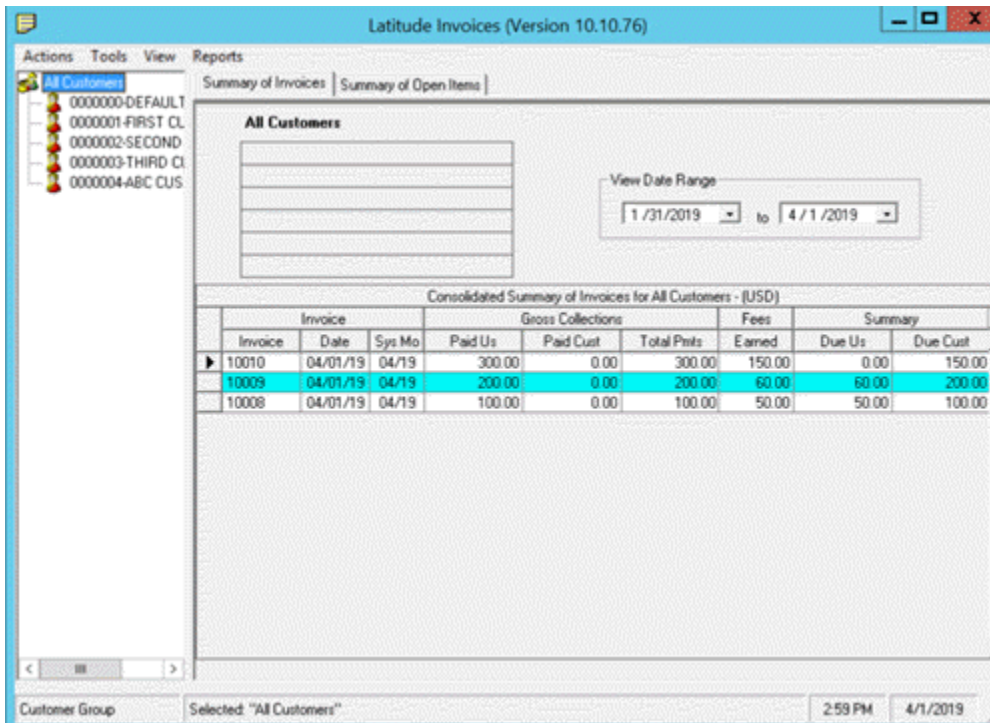 Latitude Invoices (Version 10.10.76)
Actions Tools View Reports
All Customers
0000000-DEFAULT
0000001-FIRST CL
0000002-SECOND
0000003-THIRD CU
0000004-ABC CUS
Summary of Invoices Summary of Open Items
All Customers
View Date Range
1 /31/2019 to 4 / 1 /2019
Consolidated Summary of Invoices for All Customers - (USD)
Invoice Gross Collections Fees Summary
Invoice Date Sys Mo Paid Us Paid Cust Total Pmts Earned Due Us Due Cust
10010 04/01/19 04/19 300.00 0.00 300.00 150.00 0.00 150.00
10009 04/01/19 04/19 200.00 0.00 200.00 60.00 60.00 200.00
10008 04/01/19 04/19 100.00 0.00 100.00 50.00 50.00 100.00
Customer Group Selected: "All Customers" 2:59 PM 4/1/2019